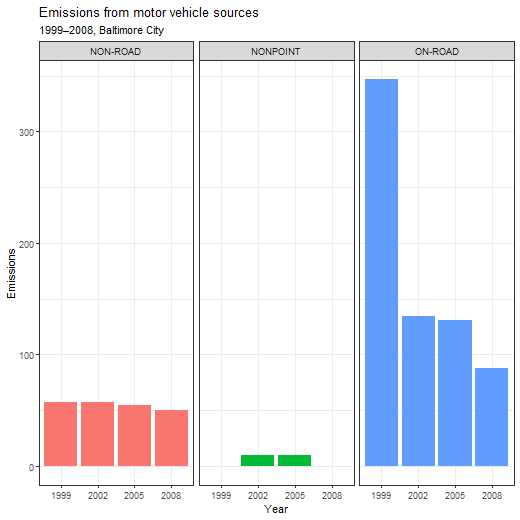 Emissions from motor vehicle sources
1999–2008, Baltimore City
NON-ROAD NONPOINT ON-ROAD
300
200
100
0
Emissions
1999 2002 2005 2008 1999 2002 2005 2008 1999 2002 2005 2008
Year